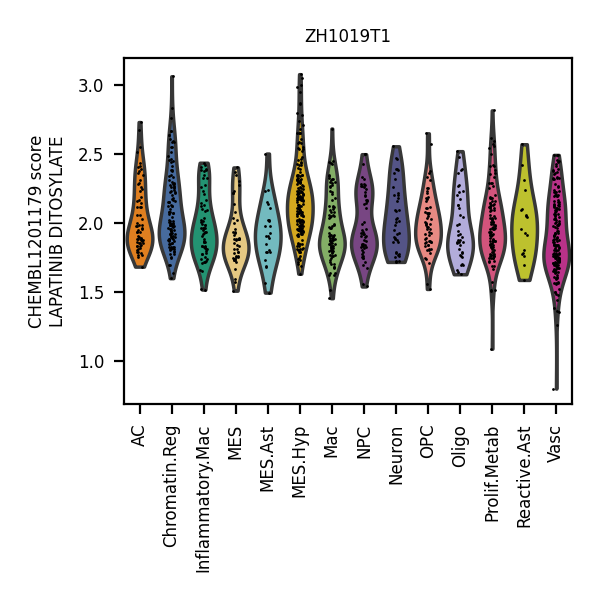 ZH1019T1
CHEMBL1201179 score
LAPATINIB DITOSYLATE
3.0
2.5
2.0
1.5
1.0
AC
Chromatin.Reg
Inflammatory.Mac
MES
MES.Ast
MES.Hyp
Mac
NPC
Neuron
OPC
Oligo
Prolif.Metab
Reactive.Ast
Vasc